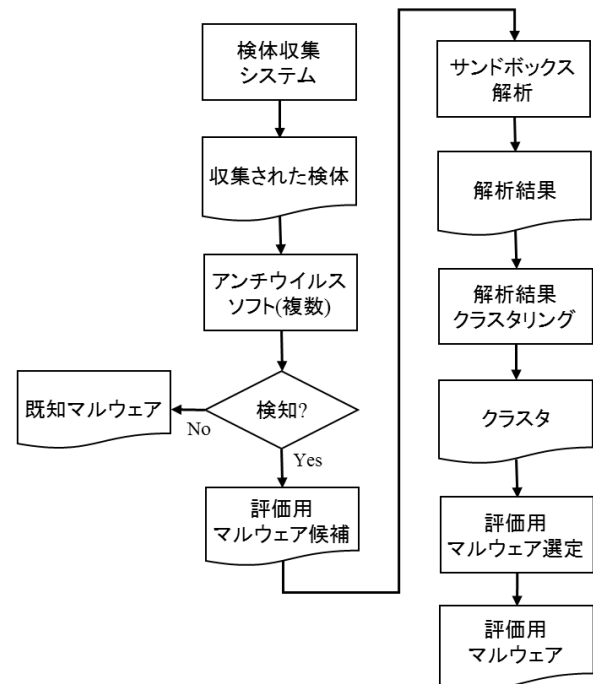 検体収集
システム
収集された検体
アンチウイルス
ソフト(複数)
検知?
No
既知マルウェア
Yes
評価用
マルウェア候補
サンドボックス
解析
解析結果
解析結果
クラスタリング
クラスタ
評価用
マルウェア選定
評価用
マルウェア